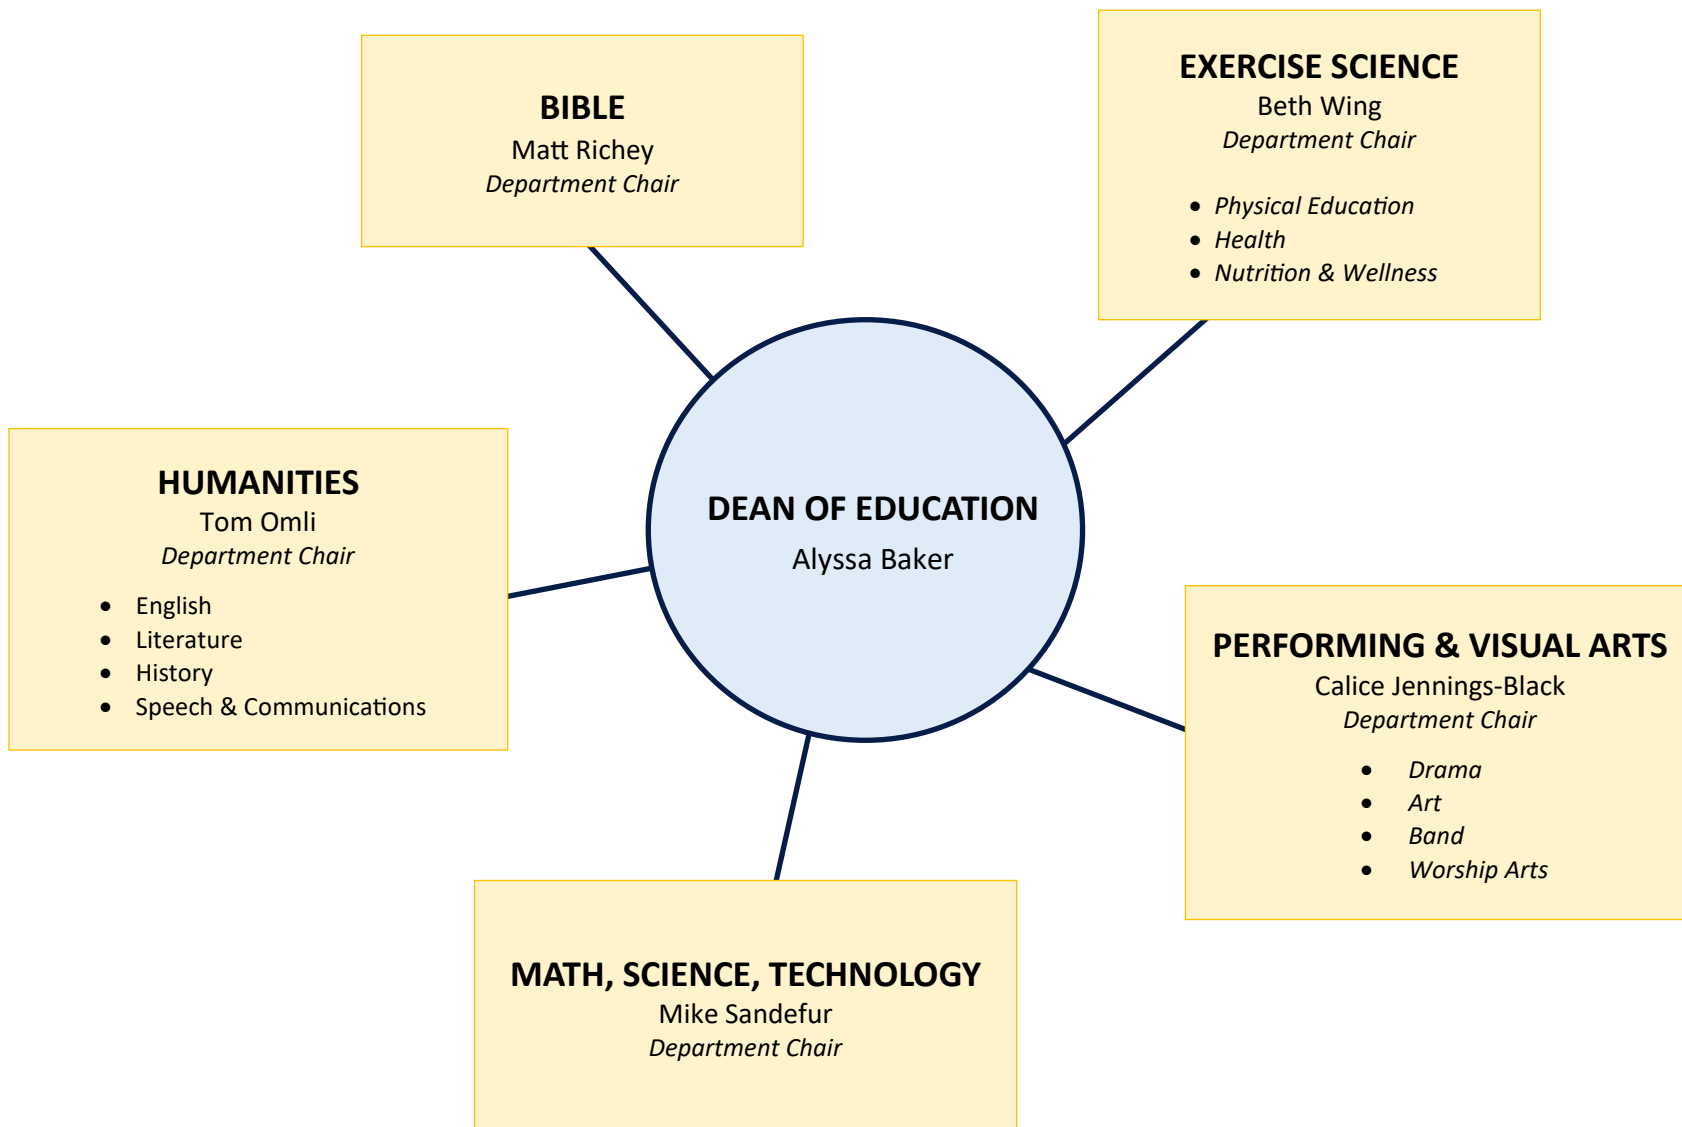 BIBLE
Matt Richey
Department Chair
EXERCISE SCIENCE
Beth Wing
Department Chair
• Physical Education
• Health
• Nutrition & Wellness
HUMANITIES
Tom Omli
Department Chair
• English
• Literature
• History
• Speech & Communications
DEAN OF EDUCATION
Alyssa Baker
PERFORMING & VISUAL ARTS
Calice Jennings-Black
Department Chair
• Drama
• Art
• Band
• Worship Arts
MATH, SCIENCE, TECHNOLOGY
Mike Sandefur
Department Chair